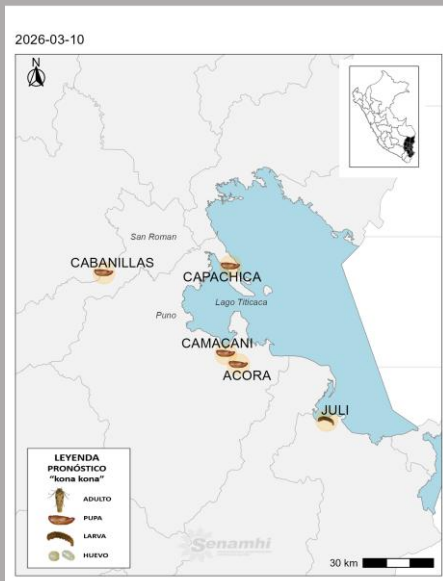 2026-03-10
N
San Roman
CABANILLAS
CAPACHICA
Lago Titicaca
Puno
CAMACANI
ACORA
JULI
LEYENDA
PRONÓSTICO
"kona kona"
ADULTO
PUPA
LARVA
HUEVO
Senamhi
30 km